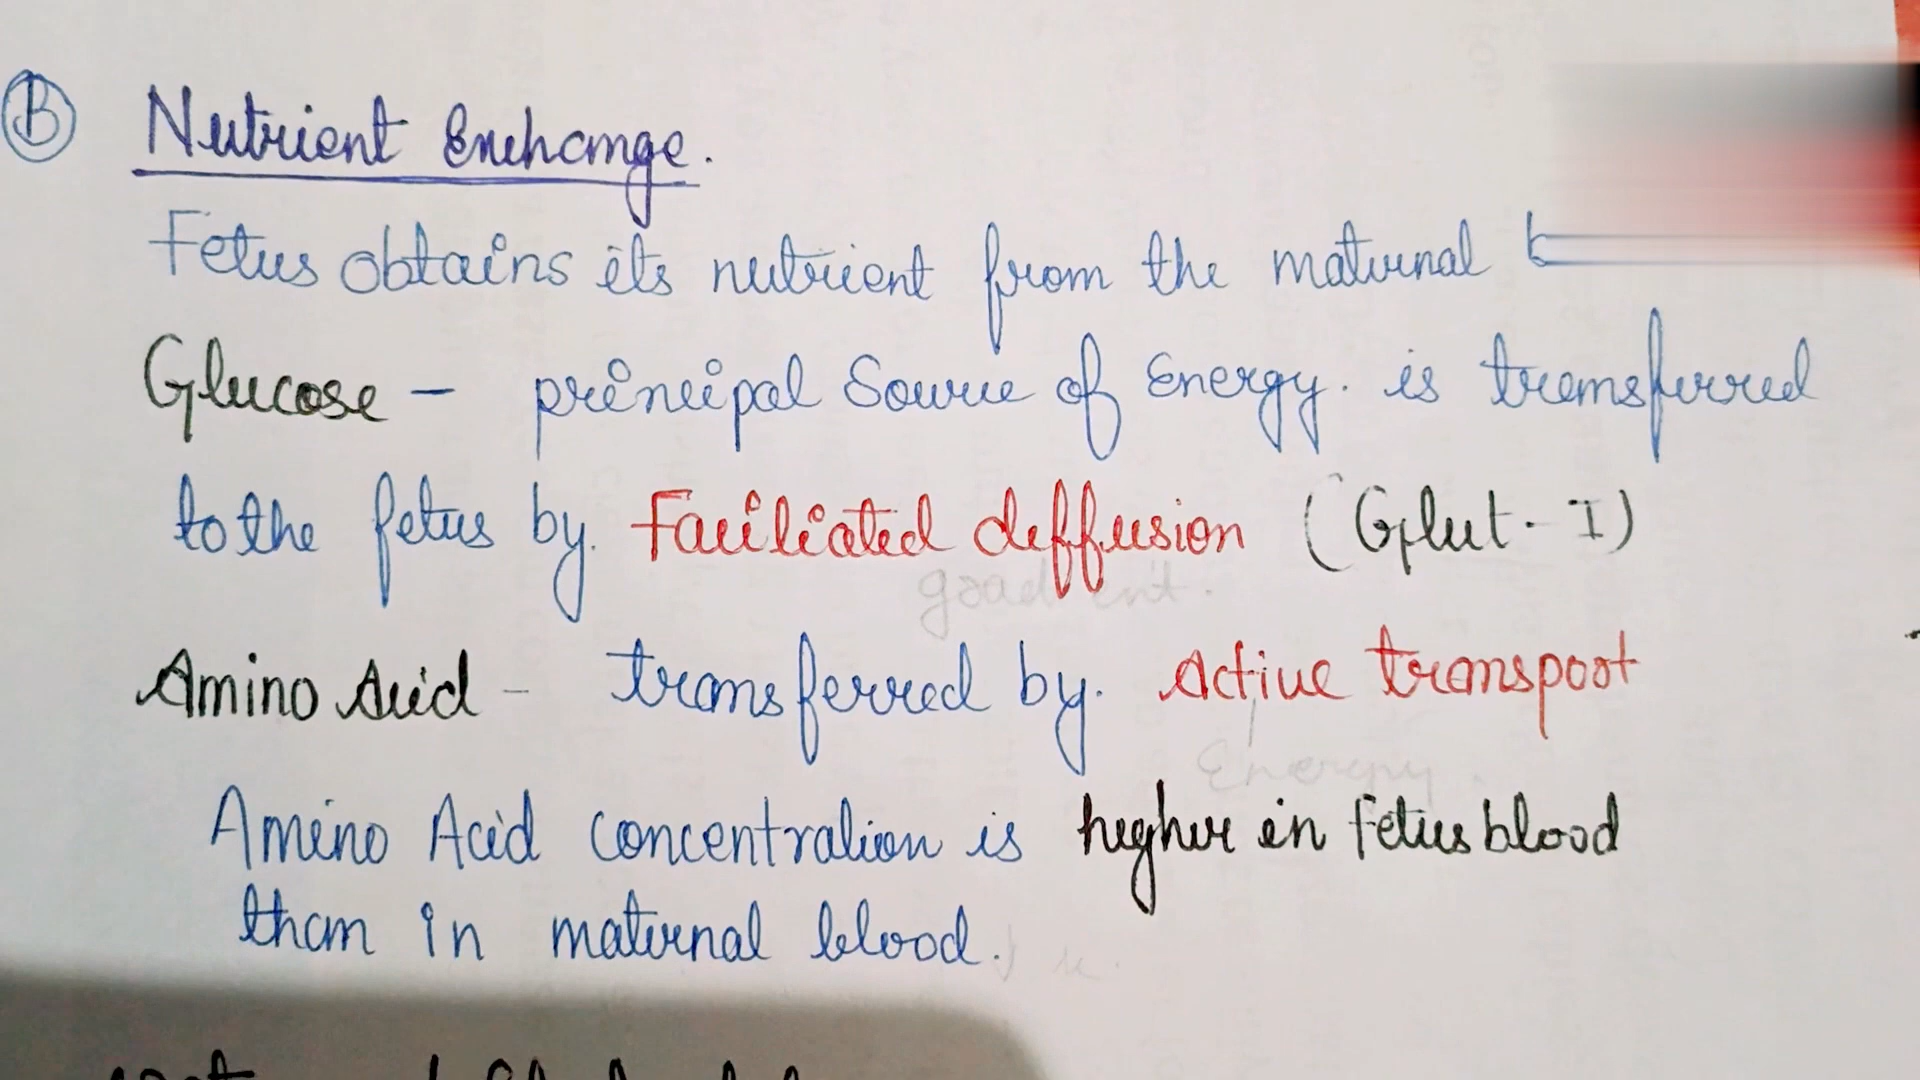 B Nutrient Exchange.
Fetus obtains its nutrient from the maternal
Glucose - principal Source of Energy. is transferred
to the fetus by. Faciliated diffusion (Glut-I)
gradient.
Amino Acid - transferred by. Active transport
Energy.
Amino Acid concentration is higher in Fetus blood
than in maternal blood.